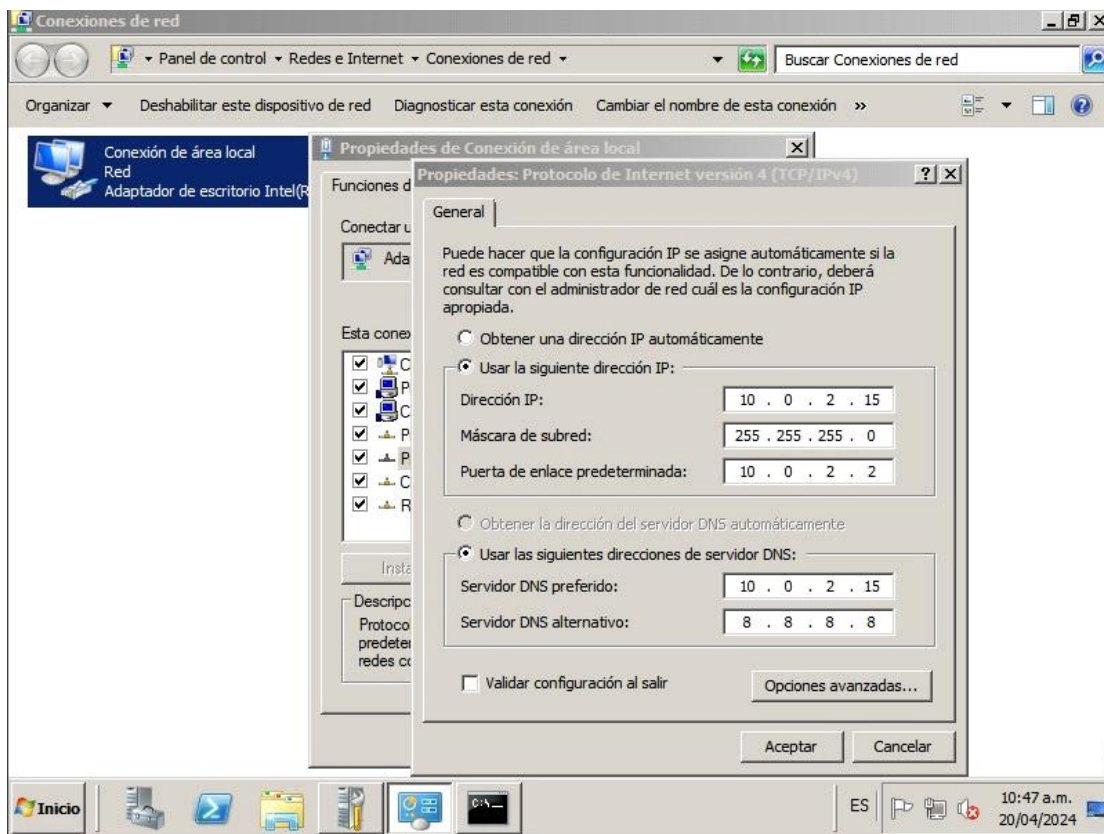 Conexiones de red
Panel de control Redes e Internet Conexiones de red
Buscar Conexiones de red
Organizar Deshabilitar este dispositivo de red Diagnosticar esta conexión Cambiar el nombre de esta conexión »
Conexión de área local
Red
Adaptador de escritorio Intel(R
Propiedades de Conexión de área local
Funciones d
Conectar u
Ada
Esta conex
C
P
C
P
P
C
R
Insta
Descripc
Protoco
predeter
redes co
Propiedades: Protocolo de Internet versión 4 (TCP/IPv4)
General
Puede hacer que la configuración IP se asigne automáticamente si la
red es compatible con esta funcionalidad. De lo contrario, deberá
consultar con el administrador de red cuál es la configuración IP
apropiada.
Obtener una dirección IP automáticamente
Usar la siguiente dirección IP:
Dirección IP: 10 . 0 . 2 . 15
Máscara de subred: 255 . 255 . 255 . 0
Puerta de enlace predeterminada: 10 . 0 . 2 . 2
Obtener la dirección del servidor DNS automáticamente
Usar las siguientes direcciones de servidor DNS:
Servidor DNS preferido: 10 . 0 . 2 . 15
Servidor DNS alternativo: 8 . 8 . 8 . 8
Validar configuración al salir
Opciones avanzadas...
Aceptar Cancelar
Inicio
C:\
ES
10:47 a.m.
20/04/2024